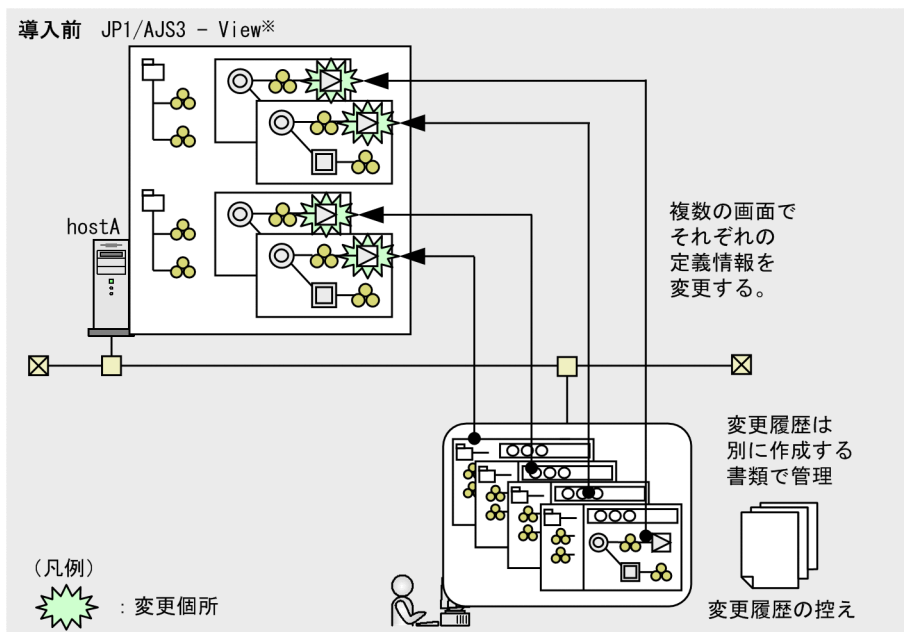 導入前 JP1/AJS3 − View※
hostA
複数の画面で
それぞれの
定義情報を
変更する。
変更履歴は
別に作成する
書類で管理
変更履歴の控え
（凡例）
：変更個所